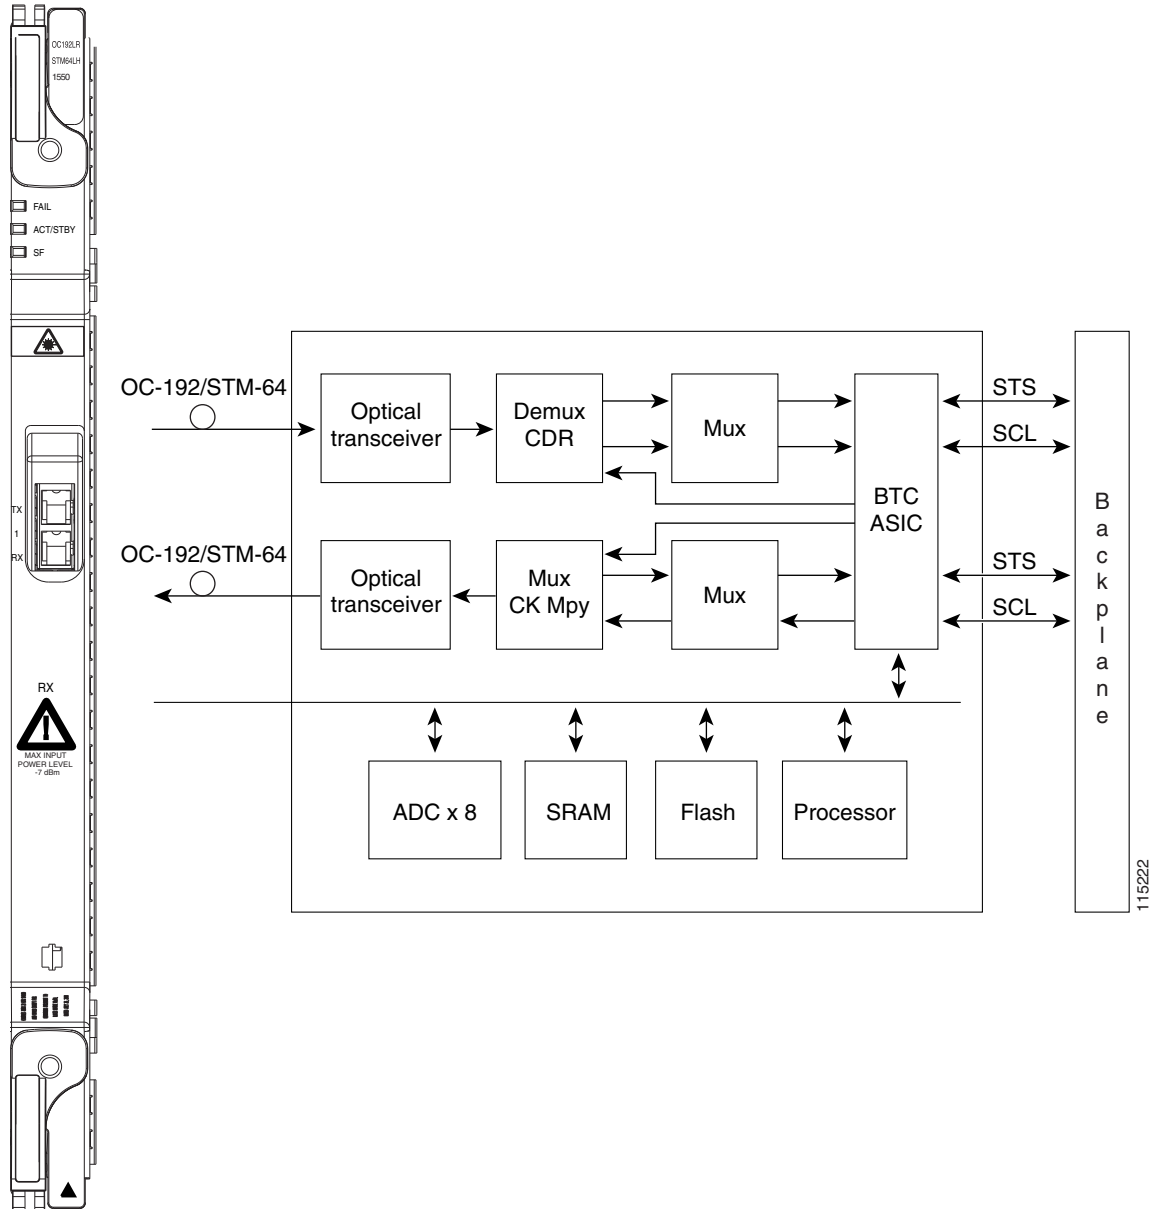 OC192LR
STM64LH
1550
FAIL
ACT/STBY
SF
TX
1
RX
RX
MAX INPUT
POWER LEVEL
-7 dBm
OC-192/STM-64
Optical
transceiver
Demux
CDR
Mux
BTC
ASIC
STS
SCL
OC-192/STM-64
Optical
transceiver
Mux
CK Mpy
Mux
STS
SCL
ADC x 8
SRAM
Flash
Processor
Backplane
115222